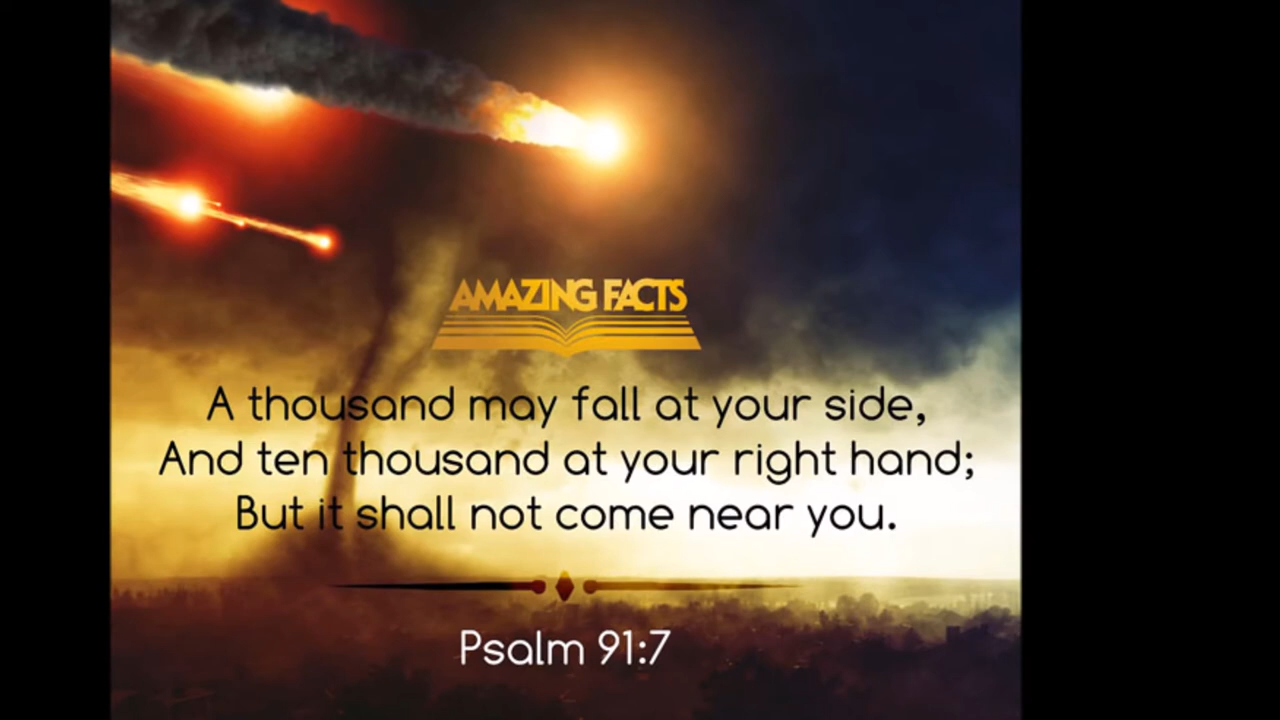 AMAZING FACTS
A thousand may fall at your side,
And ten thousand at your right hand;
But it shall not come near you.
Psalm 91:7